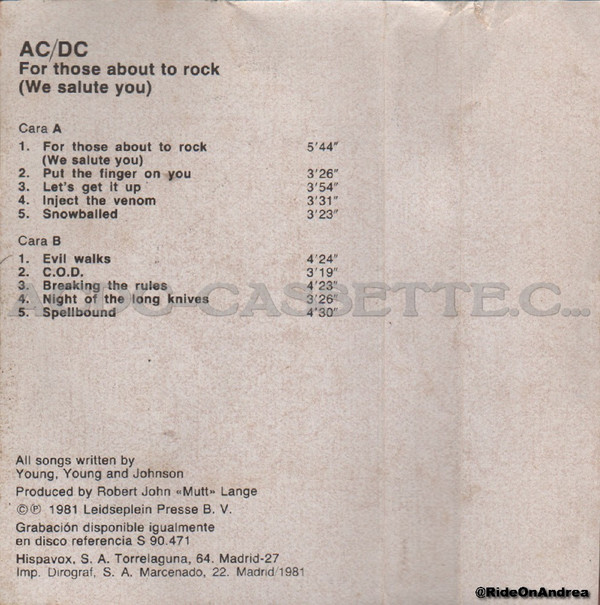 AC/DC
For those about to rock
(We salute you)
Cara A
1. For those about to rock 5'44"
(We salute you)
2. Put the finger on you 3'26"
3. Let's get it up 3'54"
4. Inject the venom 3'31"
5. Snowballed 3'23"
Cara B
1. Evil walks 4'24"
2. C.O.D. 3'19"
3. Breaking the rules 4'23"
AC-DC-CASSETTE.C...
4. Night of the long knives 3'26"
5. Spellbound 4'30"
All songs written by
Young, Young and Johnson
Produced by Robert John «Mutt» Lange
©℗ 1981 Leidseplein Presse B. V.
Grabación disponible igualmente
en disco referencia S 90.471
Hispavox, S. A. Torrelaguna, 64. Madrid-27
Imp. Dirograf, S. A. Marcenado, 22. Madrid/1981
@RideOnAndrea